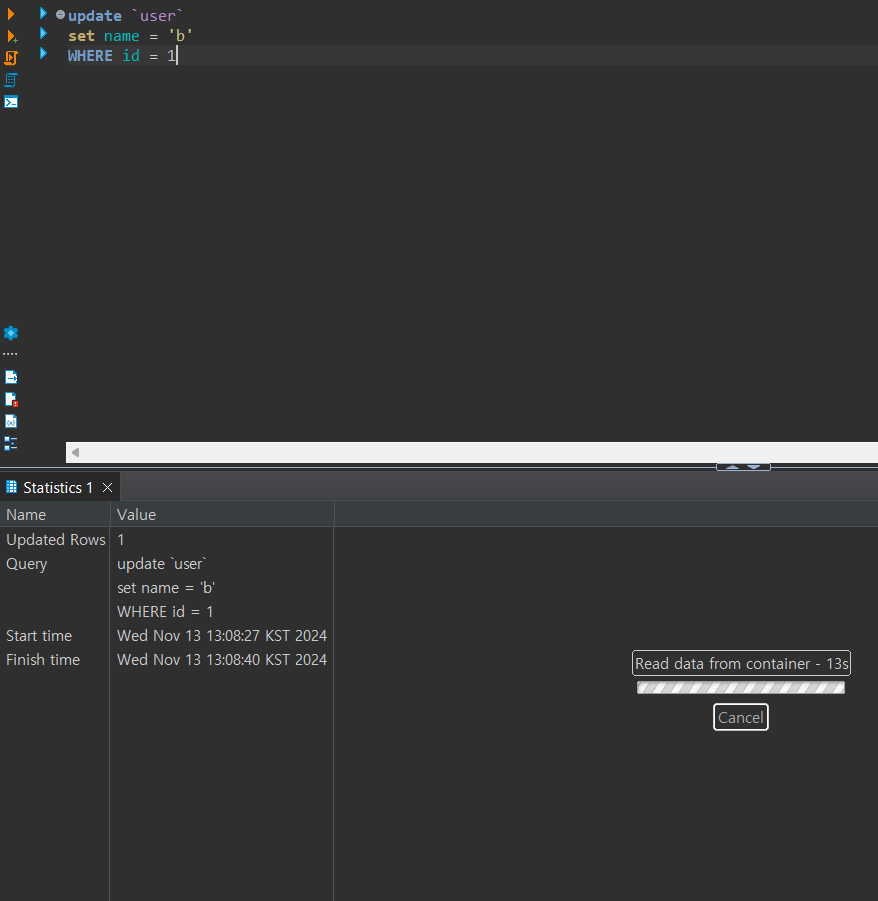 update `user`
set name = 'b'
WHERE id = 1
Statistics 1
Name Value
Updated Rows 1
Query update `user`
set name = 'b'
WHERE id = 1
Start time Wed Nov 13 13:08:27 KST 2024
Finish time Wed Nov 13 13:08:40 KST 2024
Read data from container - 13s
Cancel